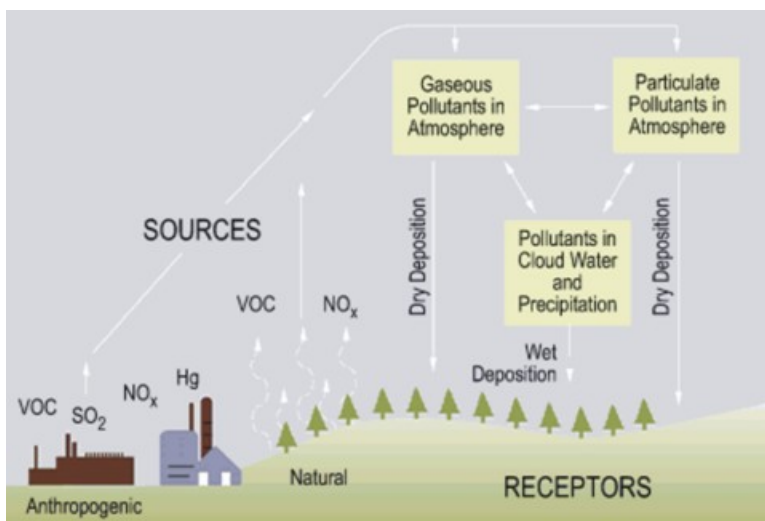 Gaseous
Pollutants in
Atmosphere
Particulate
Pollutants in
Atmosphere
SOURCES
Dry Deposition
Pollutants in
Cloud Water
and
Precipitation
Dry Deposition
VOC
NOx
Wet
Deposition
VOC
SO2
NOx
Hg
Natural
RECEPTORS
Anthropogenic